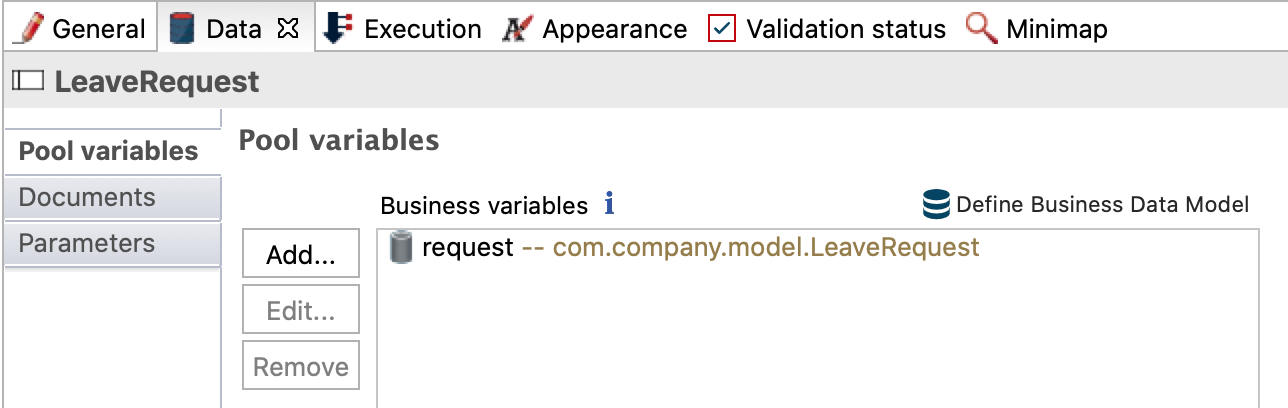 General Data Execution Appearance Validation status Minimap
LeaveRequest
Pool variables
Documents
Parameters
Pool variables
Business variables i Define Business Data Model
Add...
Edit...
Remove
request -- com.company.model.LeaveRequest